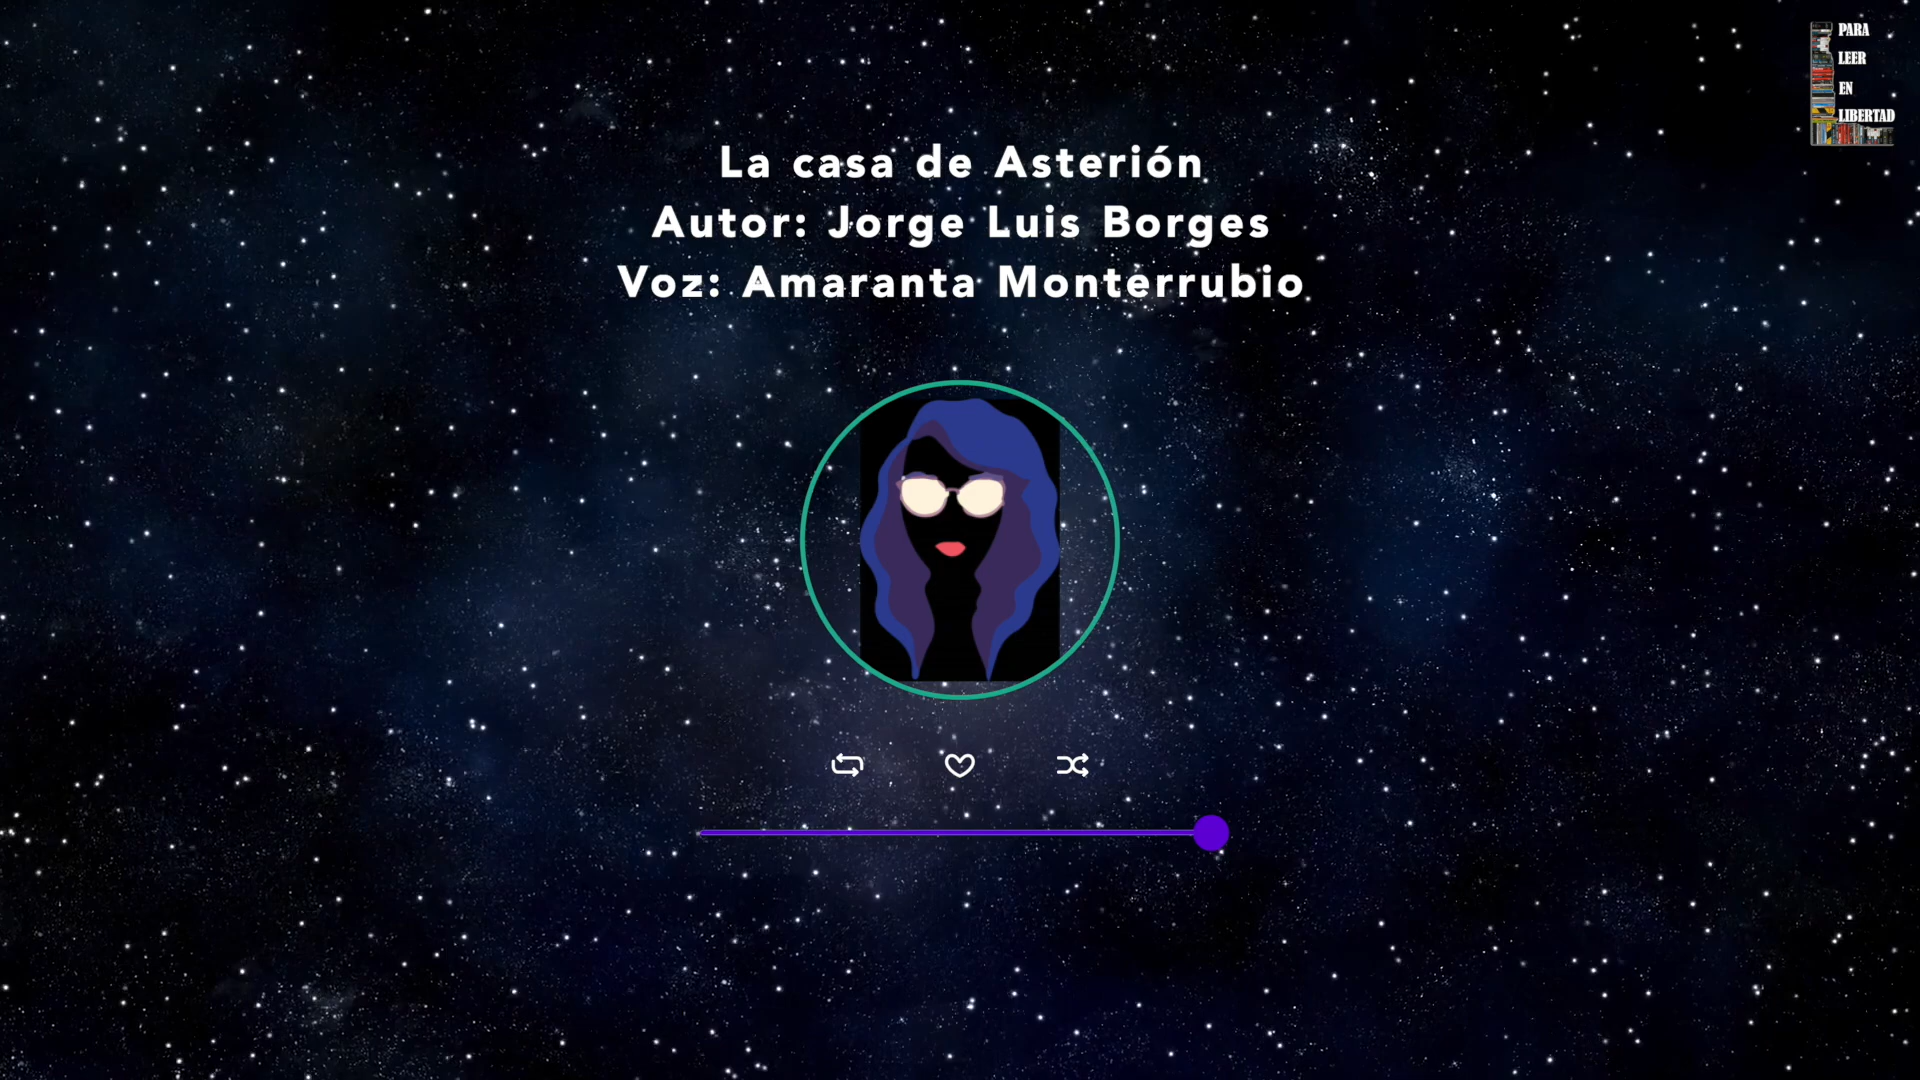 La casa de Asterión
Autor: Jorge Luis Borges
Voz: Amaranta Monterrubio
PARA
LEER
EN
LIBERTAD